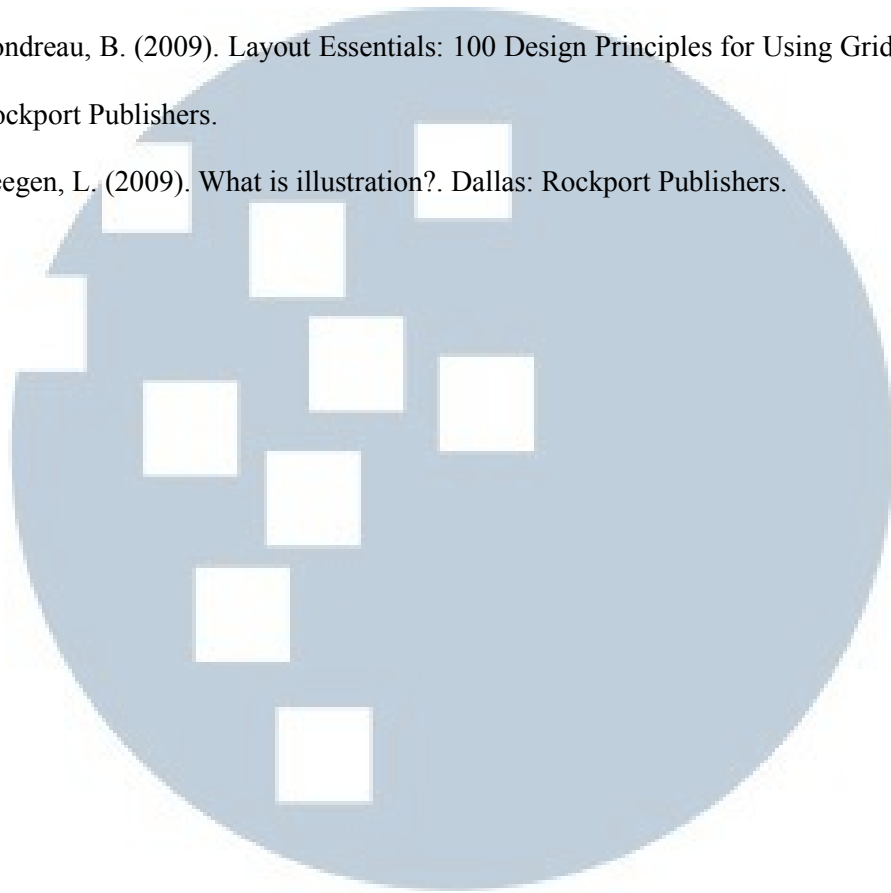 ondreau, B. (2009). Layout Essentials: 100 Design Principles for Using Grid
ockport Publishers.
eegen, L. (2009). What is illustration?. Dallas: Rockport Publishers.